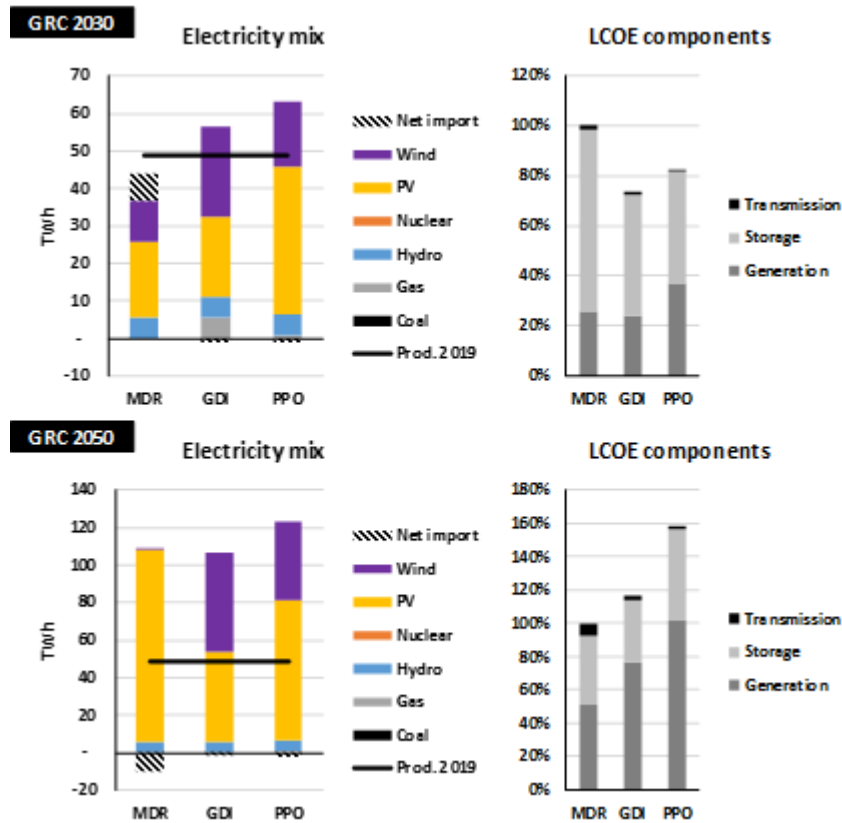 GRC 2030
Electricity mix
LCOE components
70
60
50
40
30
20
10
-
-10
TWh
MDR GDI PPO
Net import
Wind
PV
Nuclear
Hydro
Gas
Coal
Prod. 2019
120%
100%
80%
60%
40%
20%
0%
MDR GDI PPO
Transmission
Storage
Generation
GRC 2050
Electricity mix
LCOE components
140
120
100
80
60
40
20
-
-20
TWh
MDR GDI PPO
Net import
Wind
PV
Nuclear
Hydro
Gas
Coal
Prod. 2019
180%
160%
140%
120%
100%
80%
60%
40%
20%
0%
MDR GDI PPO
Transmission
Storage
Generation